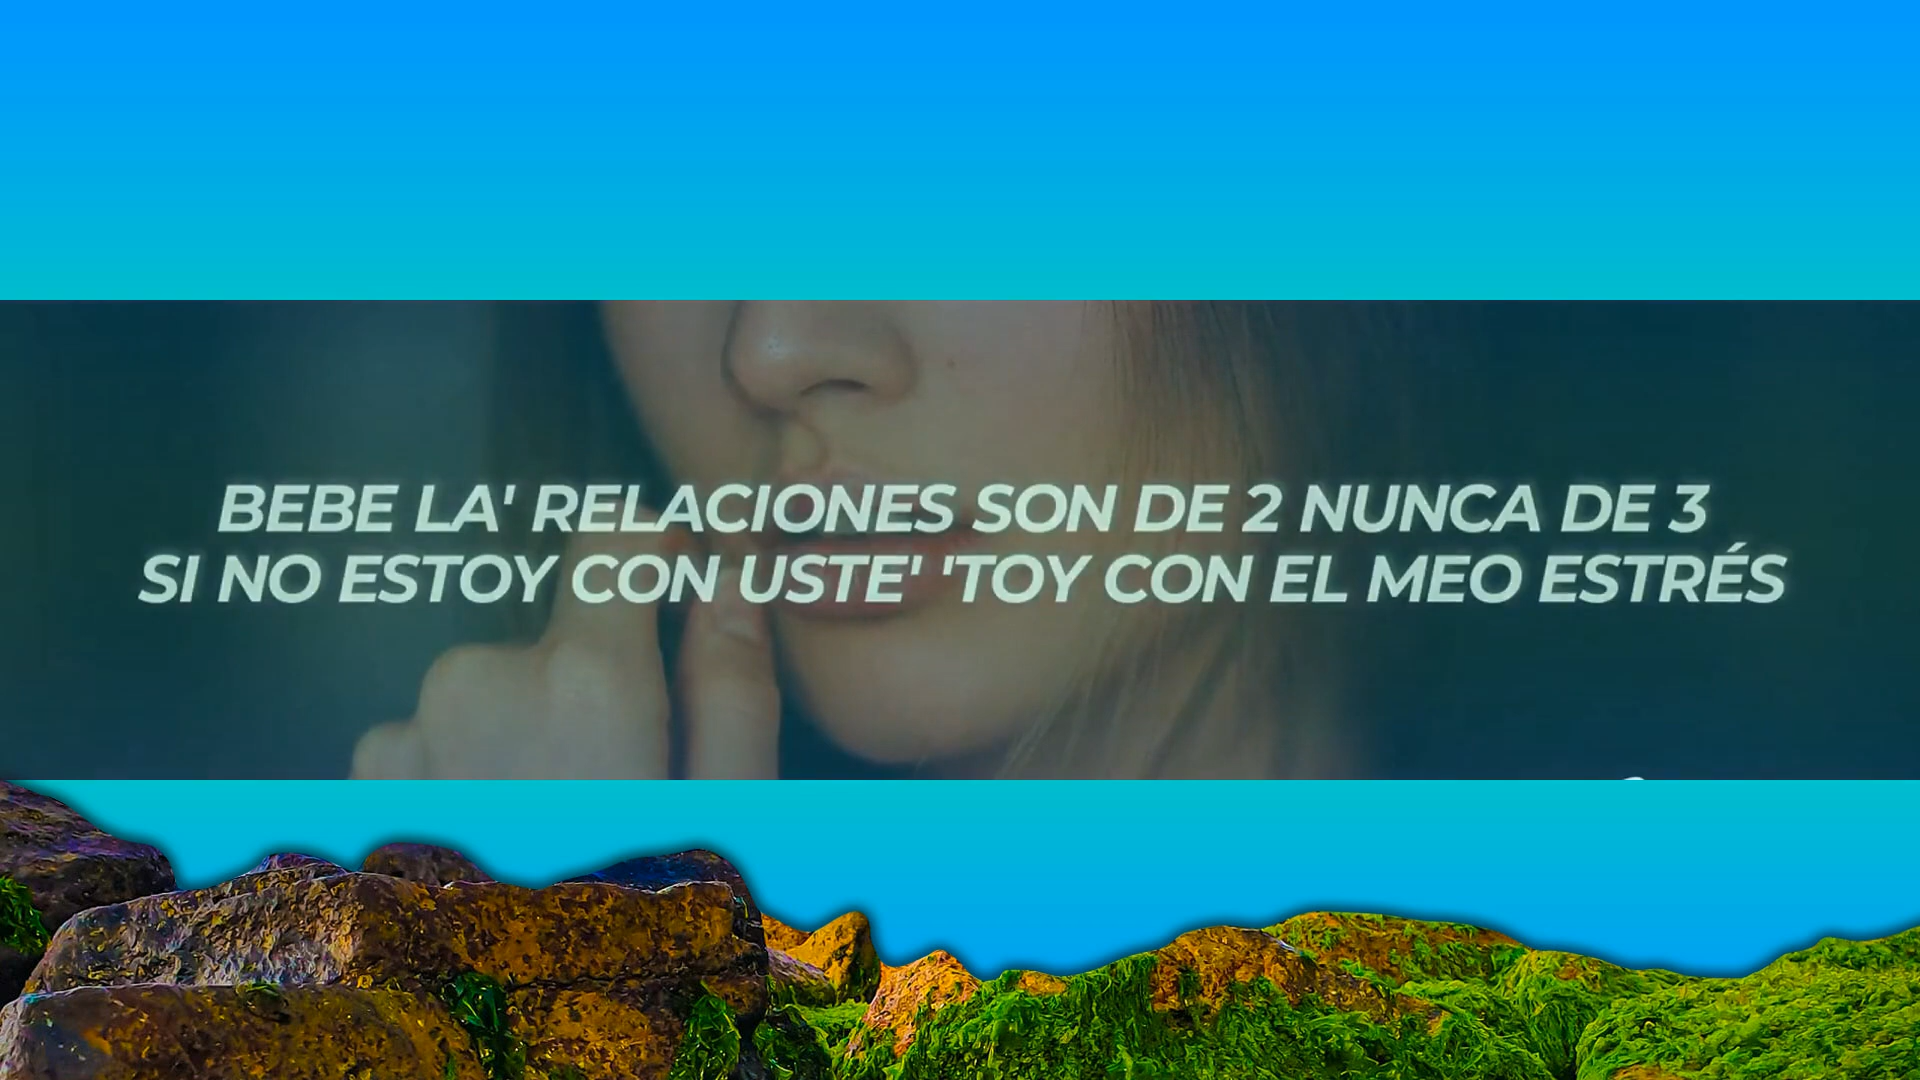 BEBE LA' RELACIONES SON DE 2 NUNCA DE 3
SI NO ESTOY CON USTE' 'TOY CON EL MEO ESTRÉS